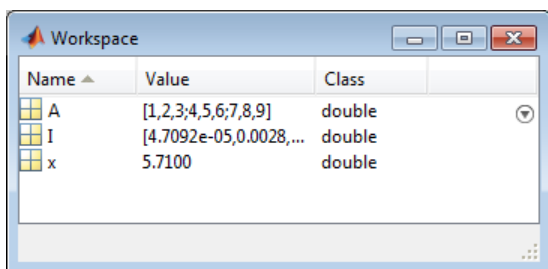 Workspace
Name Value Class
A [1,2,3;4,5,6;7,8,9] double
I [4.7092e-05,0.0028,... double
x 5.7100 double